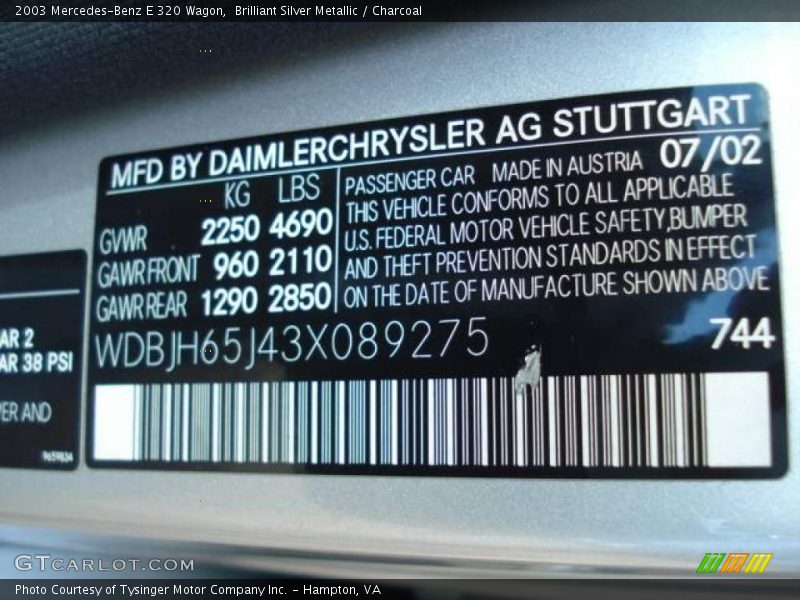 2003 Mercedes-Benz E 320 Wagon,  Brilliant Silver Metallic / Charcoal
MFD BY DAIMLERCHRYSLER AG STUTTGART
KG LBS
GVWR 2250 4690
GAWR FRONT 960 2110
GAWR REAR 1290 2850
PASSENGER CAR MADE IN AUSTRIA 07/02
THIS VEHICLE CONFORMS TO ALL APPLICABLE
U.S. FEDERAL MOTOR VEHICLE SAFETY,BUMPER
AND THEFT PREVENTION STANDARDS IN EFFECT
ON THE DATE OF MANUFACTURE SHOWN ABOVE
WDBJH65J43X089275 744
AR 2
AR 38 PSI
VER AND
9659834
GTCARLOT.COM
Photo Courtesy of Tysinger Motor Company Inc. - Hampton, VA